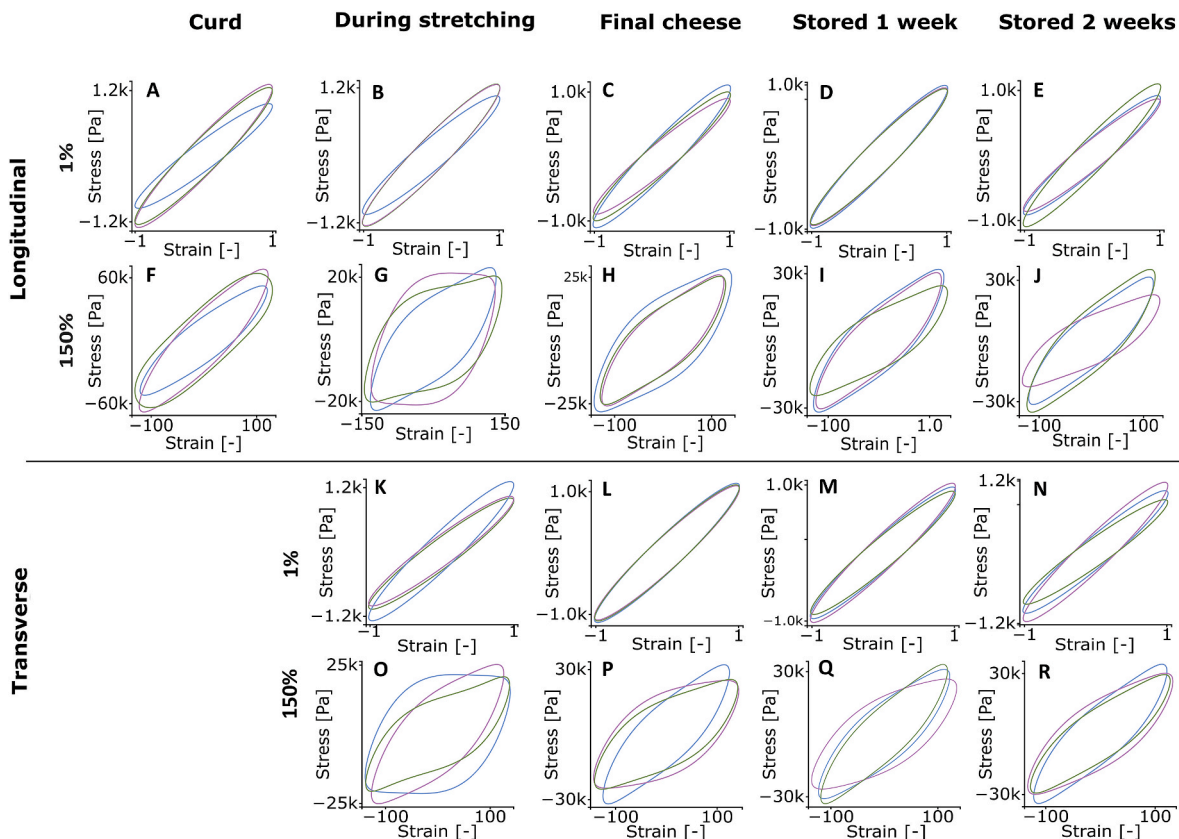 Curd During stretching Final cheese Stored 1 week Stored 2 weeks
Longitudinal
1%
A
1.2k
Stress [Pa]
−1.2k
−1 Strain [-] 1
B
1.2k
Stress [Pa]
−1.2k
−1 Strain [-] 1
C
1.0k
Stress [Pa]
−1.0k
−1 Strain [-] 1
D
1.0k
Stress [Pa]
−1.0k
−1 Strain [-] 1
E
1.0k
Stress [Pa]
−1.0k
−1 Strain [-] 1
150%
F
60k
Stress [Pa]
−60k
−100 100
Strain [-]
G
20k
Stress [Pa]
−20k
−150 150
Strain [-]
H
25k
Stress [Pa]
−25k
−100 100
Strain [-]
I
30k
Stress [Pa]
−30k
−100 1.0
Strain [-]
J
30k
Stress [Pa]
−30k
−100 100
Strain [-]
Transverse
1%
K
1.2k
Stress [Pa]
−1.2k
−1 1
Strain [-]
L
1.0k
Stress [Pa]
−1.0k
−1 1
Strain [-]
M
1.0k
Stress [Pa]
−1.0k
−1 1
Strain [-]
N
1.2k
Stress [Pa]
−1.2k
−1 1
Strain [-]
150%
O
25k
Stress [Pa]
−25k
−100 100
Strain [-]
P
30k
Stress [Pa]
−30k
−100 100
Strain [-]
Q
30k
Stress [Pa]
−30k
−100 100
Strain [-]
R
30k
Stress [Pa]
−30k
−100 100
Strain [-]